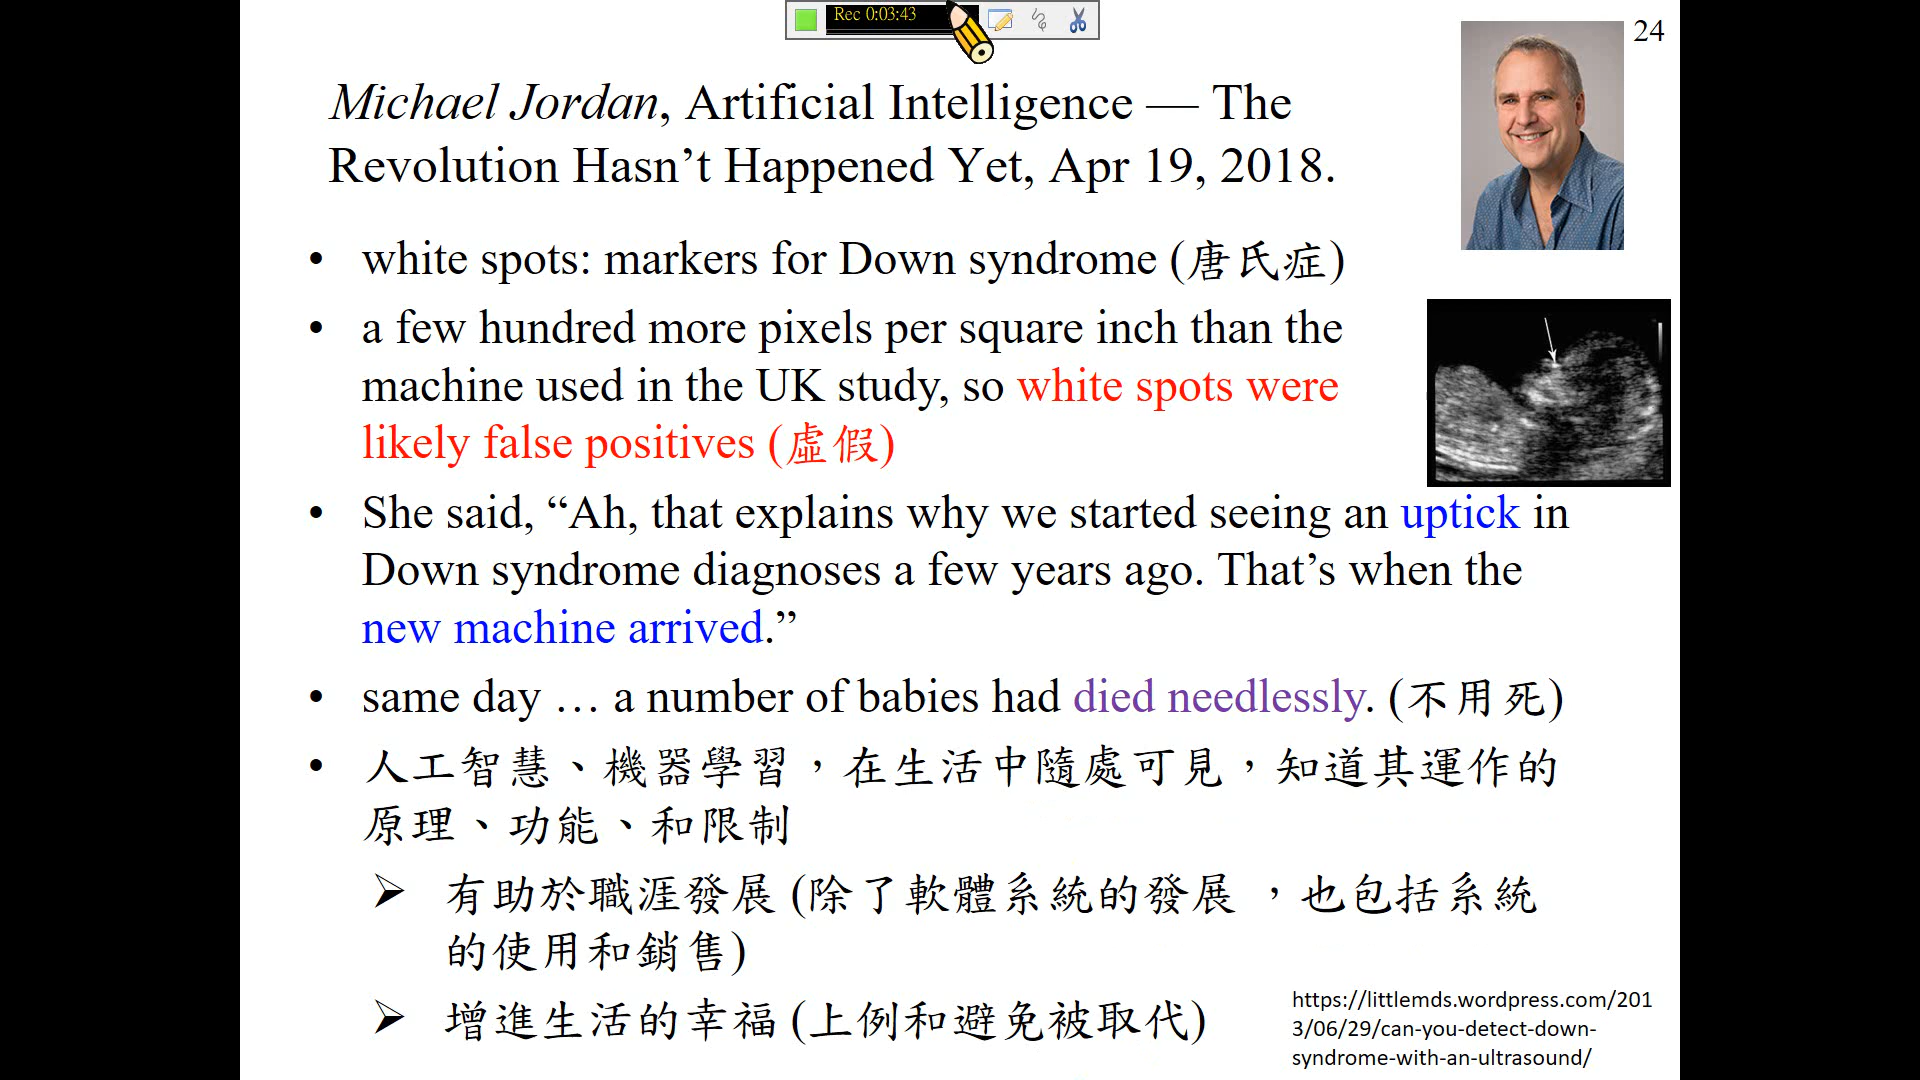 Rec 0:03:43
24
Michael Jordan, Artificial Intelligence — The
Revolution Hasn’t Happened Yet, Apr 19, 2018.
• white spots: markers for Down syndrome (唐氏症)
• a few hundred more pixels per square inch than the
machine used in the UK study, so white spots were
likely false positives (虛假)
• She said, “Ah, that explains why we started seeing an uptick in
Down syndrome diagnoses a few years ago. That’s when the
new machine arrived.”
• same day … a number of babies had died needlessly. (不用死)
• 人工智慧、機器學習，在生活中隨處可見，知道其運作的
原理、功能、和限制
➢ 有助於職涯發展 (除了軟體系統的發展 ，也包括系統
的使用和銷售)
➢ 增進生活的幸福 (上例和避免被取代)
https://littlemds.wordpress.com/201
3/06/29/can-you-detect-down-
syndrome-with-an-ultrasound/